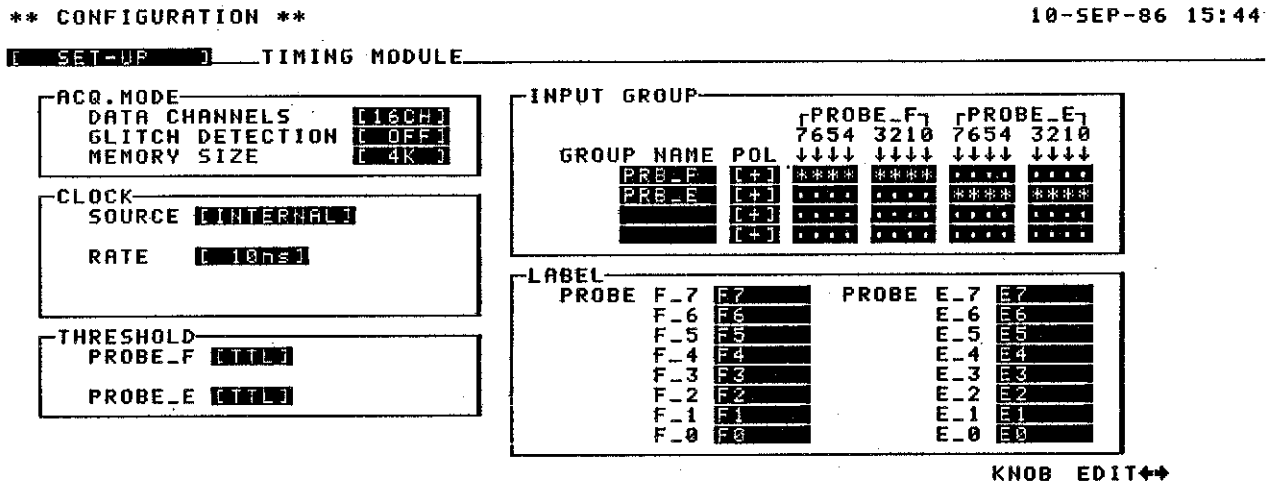 ** CONFIGURATION ** 10-SEP-86 15:44
[ SET-UP ] TIMING MODULE
ACQ.MODE
DATA CHANNELS [16CH]
GLITCH DETECTION [ OFF]
MEMORY SIZE [ 4K ]
CLOCK
SOURCE [INTERNAL]
RATE [ 10ns]
THRESHOLD
PROBE_F [TTL]
PROBE_E [TTL]
INPUT GROUP
PROBE_F PROBE_E
7654 3210 7654 3210
GROUP NAME POL ↓↓↓↓ ↓↓↓↓ ↓↓↓↓ ↓↓↓↓
PRB_F [+] **** **** .... ....
PRB_E [+] .... .... **** ****
[+] .... .... .... ....
[+] .... .... .... ....
LABEL
PROBE F_7 F7 PROBE E_7 E7
F_6 F6 E_6 E6
F_5 F5 E_5 E5
F_4 F4 E_4 E4
F_3 F3 E_3 E3
F_2 F2 E_2 E2
F_1 F1 E_1 E1
F_0 F0 E_0 E0
KNOB EDIT←→